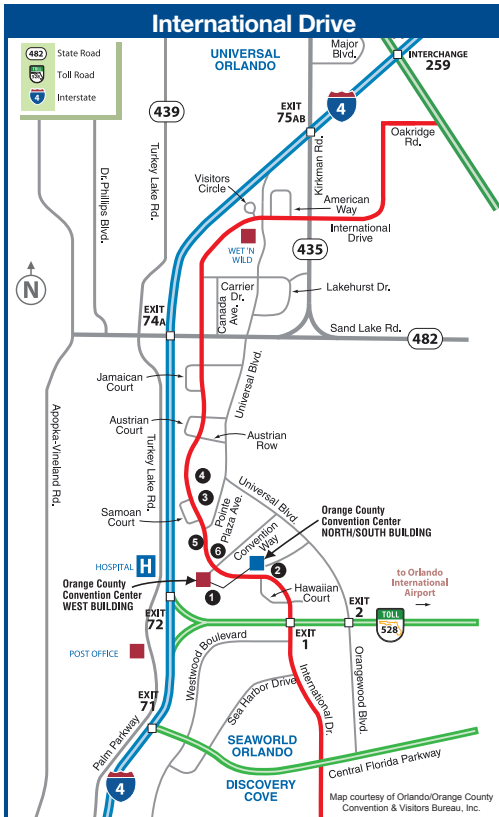 International Drive
482 State Road
TOLL 528 Toll Road
4 Interstate
UNIVERSAL
ORLANDO
Major
Blvd.
INTERCHANGE
259
EXIT
75AB
4
439
Oakridge
Rd.
Kirkman Rd.
Turkey Lake Rd.
Dr. Phillips Blvd.
Visitors
Circle
American
Way
International
Drive
WET 'N
WILD
435
N
Carrier
Dr.
Canada
Ave.
Lakehurst Dr.
EXIT
74A
Sand Lake Rd.
482
Universal Blvd.
Jamaican
Court
Apopka-Vineland Rd.
Austrian
Court
Austrian
Row
Turkey Lake Rd.
4
3
Pointe
Plaza Ave.
Universal Blvd.
Samoan
Court
Orange County
Convention Center
NORTH/SOUTH BUILDING
5
6
Convention
Way
HOSPITAL H
2
Orange County
Convention Center
WEST BUILDING
1
Hawaiian
Court
to Orlando
International
Airport
EXIT
72
EXIT
2
TOLL
528
EXIT
1
POST OFFICE
Westwood Boulevard
Orangewood Blvd.
EXIT
71
Sea Harbor Drive
International Dr.
Palm Parkway
SEAWORLD
ORLANDO
Central Florida Parkway
4
DISCOVERY
COVE
Map courtesy of Orlando/Orange County
Convention & Visitors Bureau, Inc.